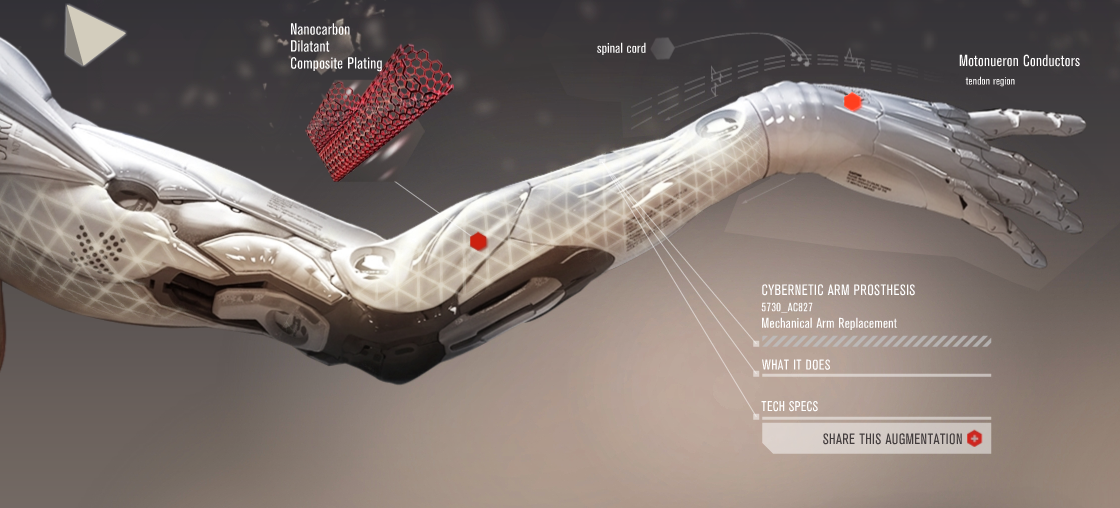 Nanocarbon
Dilatant
Composite Plating
spinal cord
Motonueron Conductors
tendon region
CYBERNETIC ARM PROSTHESIS
5730_AC827
Mechanical Arm Replacement
WHAT IT DOES
TECH SPECS
SHARE THIS AUGMENTATION